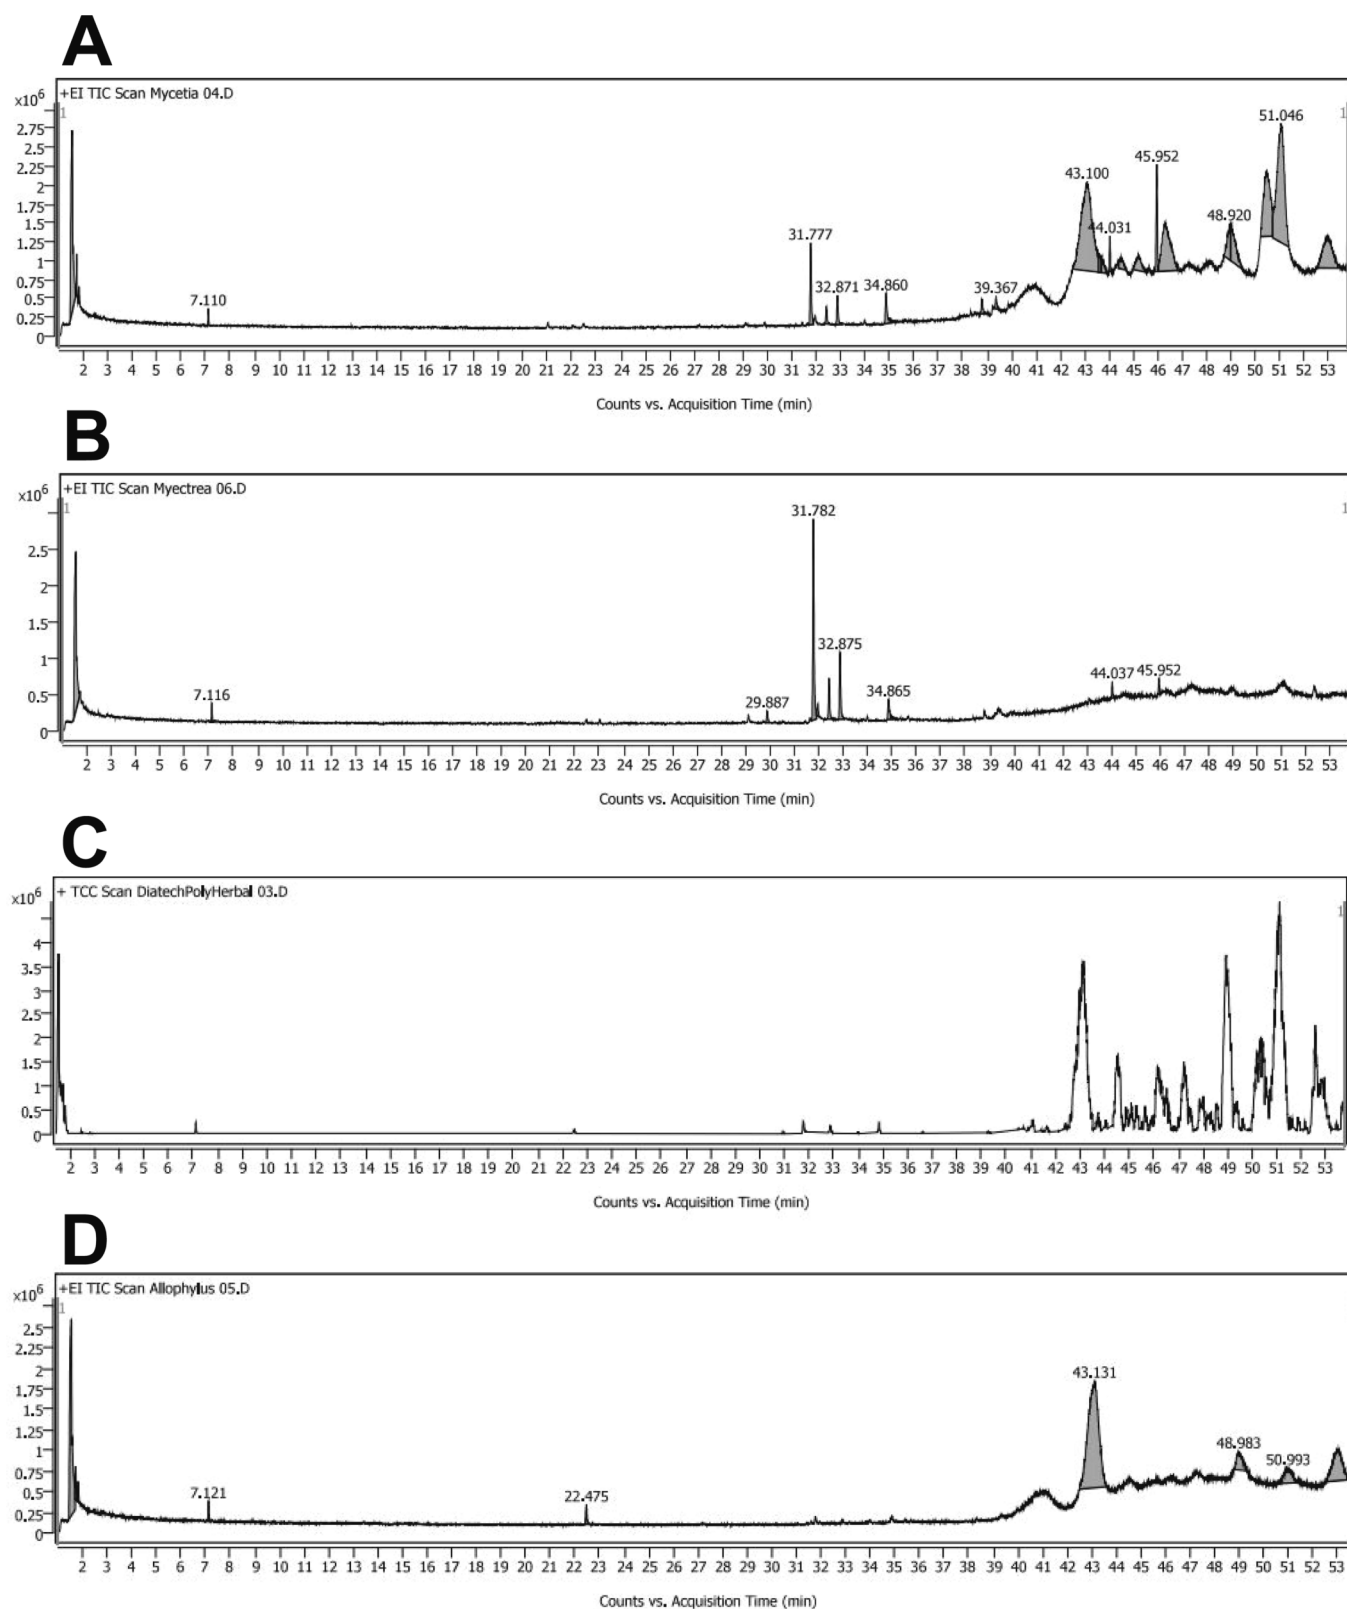 A
+EI TIC Scan Mycetia 04.D
x10⁶
1 1
2.75
2.5
2.25
2
1.75
1.5
1.25
1
0.75
0.5
0.25
0
7.110 31.777 32.871 34.860 39.367 43.100 44.031 45.952 48.920 51.046
2 3 4 5 6 7 8 9 10 11 12 13 14 15 16 17 18 19 20 21 22 23 24 25 26 27 28 29 30 31 32 33 34 35 36 37 38 39 40 41 42 43 44 45 46 47 48 49 50 51 52 53
Counts vs. Acquisition Time (min)
B
+EI TIC Scan Myectrea 06.D
x10⁶
1 1
2.5
2
1.5
1
0.5
0
7.116 29.887 31.782 32.875 34.865 44.037 45.952
2 3 4 5 6 7 8 9 10 11 12 13 14 15 16 17 18 19 20 21 22 23 24 25 26 27 28 29 30 31 32 33 34 35 36 37 38 39 40 41 42 43 44 45 46 47 48 49 50 51 52 53
Counts vs. Acquisition Time (min)
C
+ TCC Scan DiatechPolyHerbal 03.D
x10⁶
1
4
3.5
3
2.5
2
1.5
1
0.5
0
2 3 4 5 6 7 8 9 10 11 12 13 14 15 16 17 18 19 20 21 22 23 24 25 26 27 28 29 30 31 32 33 34 35 36 37 38 39 40 41 42 43 44 45 46 47 48 49 50 51 52 53
Counts vs. Acquisition Time (min)
D
+EI TIC Scan Allophylus 05.D
x10⁶
1
2.5
2.25
2
1.75
1.5
1.25
1
0.75
0.5
0.25
0
7.121 22.475 43.131 48.983 50.993
2 3 4 5 6 7 8 9 10 11 12 13 14 15 16 17 18 19 20 21 22 23 24 25 26 27 28 29 30 31 32 33 34 35 36 37 38 39 40 41 42 43 44 45 46 47 48 49 50 51 52 53
Counts vs. Acquisition Time (min)